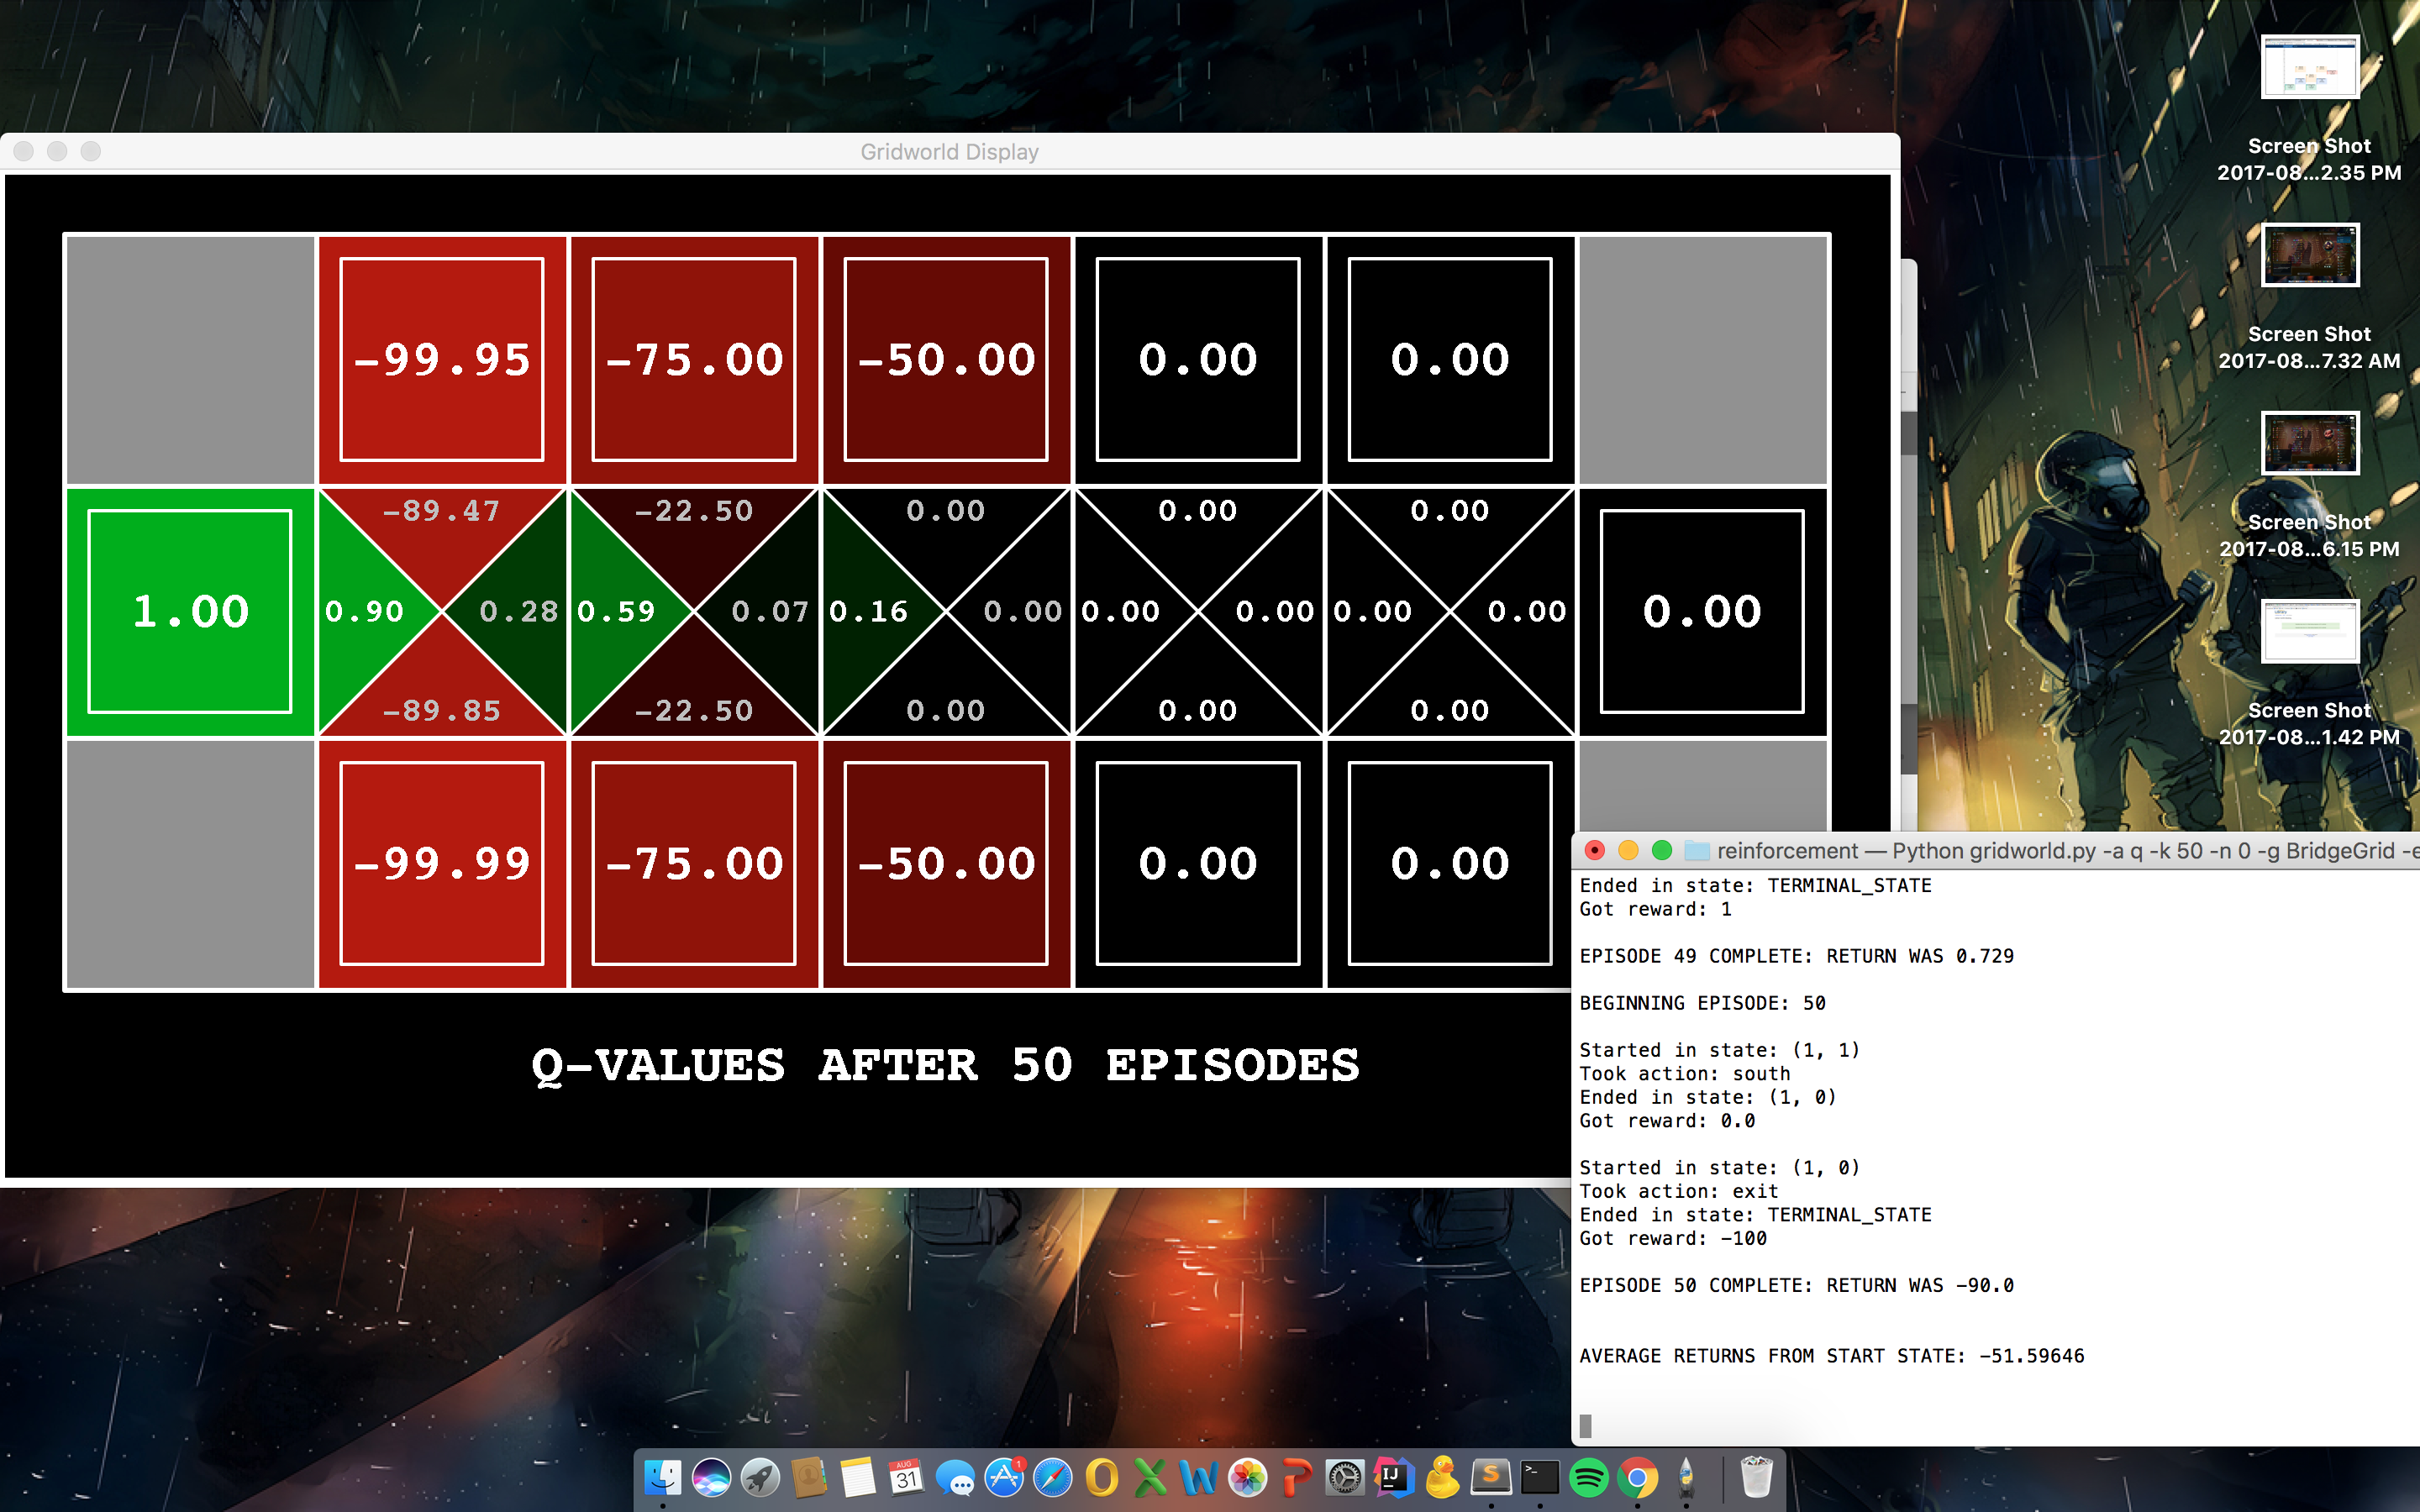 Gridworld Display
-99.95 -75.00 -50.00 0.00 0.00
-89.47 -22.50 0.00 0.00 0.00
1.00 0.90 0.28 0.59 0.07 0.16 0.00 0.00 0.00 0.00 0.00 0.00
-89.85 -22.50 0.00 0.00 0.00
-99.99 -75.00 -50.00 0.00 0.00
Q-VALUES AFTER 50 EPISODES
Screen Shot
2017-08...2.35 PM
Screen Shot
2017-08...7.32 AM
Screen Shot
2017-08...6.15 PM
Screen Shot
2017-08...1.42 PM
reinforcement — Python gridworld.py -a q -k 50 -n 0 -g BridgeGrid -e
Ended in state: TERMINAL_STATE
Got reward: 1
EPISODE 49 COMPLETE: RETURN WAS 0.729
BEGINNING EPISODE: 50
Started in state: (1, 1)
Took action: south
Ended in state: (1, 0)
Got reward: 0.0
Started in state: (1, 0)
Took action: exit
Ended in state: TERMINAL_STATE
Got reward: -100
EPISODE 50 COMPLETE: RETURN WAS -90.0
AVERAGE RETURNS FROM START STATE: -51.59646
AUG
31
1
IJ
S